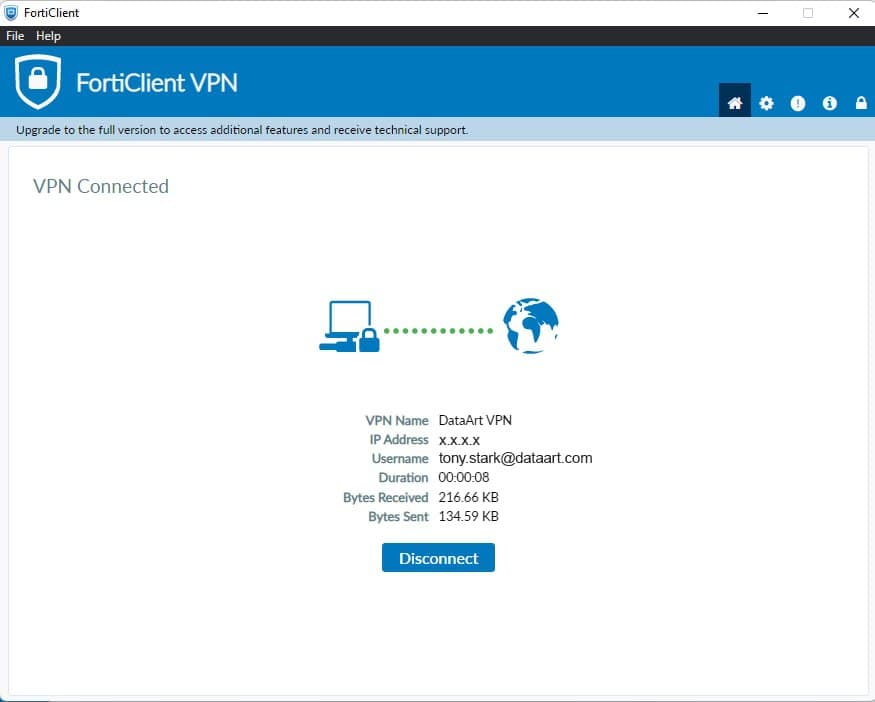 FortiClient
File Help
FortiClient VPN
Upgrade to the full version to access additional features and receive technical support.
VPN Connected
VPN Name DataArt VPN
IP Address x.x.x.x
Username tony.stark@dataart.com
Duration 00:00:08
Bytes Received 216.66 KB
Bytes Sent 134.59 KB
Disconnect